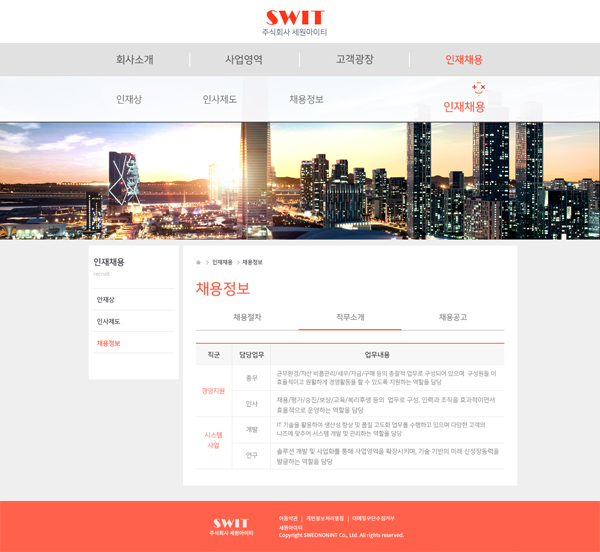 SWIT
주식회사 세원아이티
회사소개 사업영역 고객광장 인재채용
인재상 인사제도 채용정보 인재채용
인재채용
recruit
인재상
인사제도
채용정보
인재채용 > 채용정보
채용정보
채용절차 직무소개 채용공고
직군 담당업무 업무내용
경영지원
총무
근무환경/자산 비품관리/세무/자금/구매 등의 총괄적 업무로 구성되어 있으며 구성원들이
효율적이고 원활하게 경영활동을 할 수 있도록 지원하는 역할을 담당
인사
채용/평가/승진/보상/교육/복리후생 등의 업무로 구성, 인력과 조직을 효과적이면서
효율적으로 운영하는 역할을 담당
시스템
사업
개발
IT 기술을 활용하여 생산성 향상 및 품질 고도화 업무를 수행하고 있으며 다양한 고객의
니즈에 맞추어 시스템 개발 및 관리하는 역할을 담당
연구
솔루션 개발 및 사업화를 통해 사업영역을 확장시키며, 기술 기반의 미래 신성장동력을
발굴하는 역할을 담당
SWIT
주식회사 세원아이티
이용약관 | 개인정보처리방침 | 이메일무단수집거부
세원아이티
Copyright SWEONONINT Co., Ltd. All rights reserved.